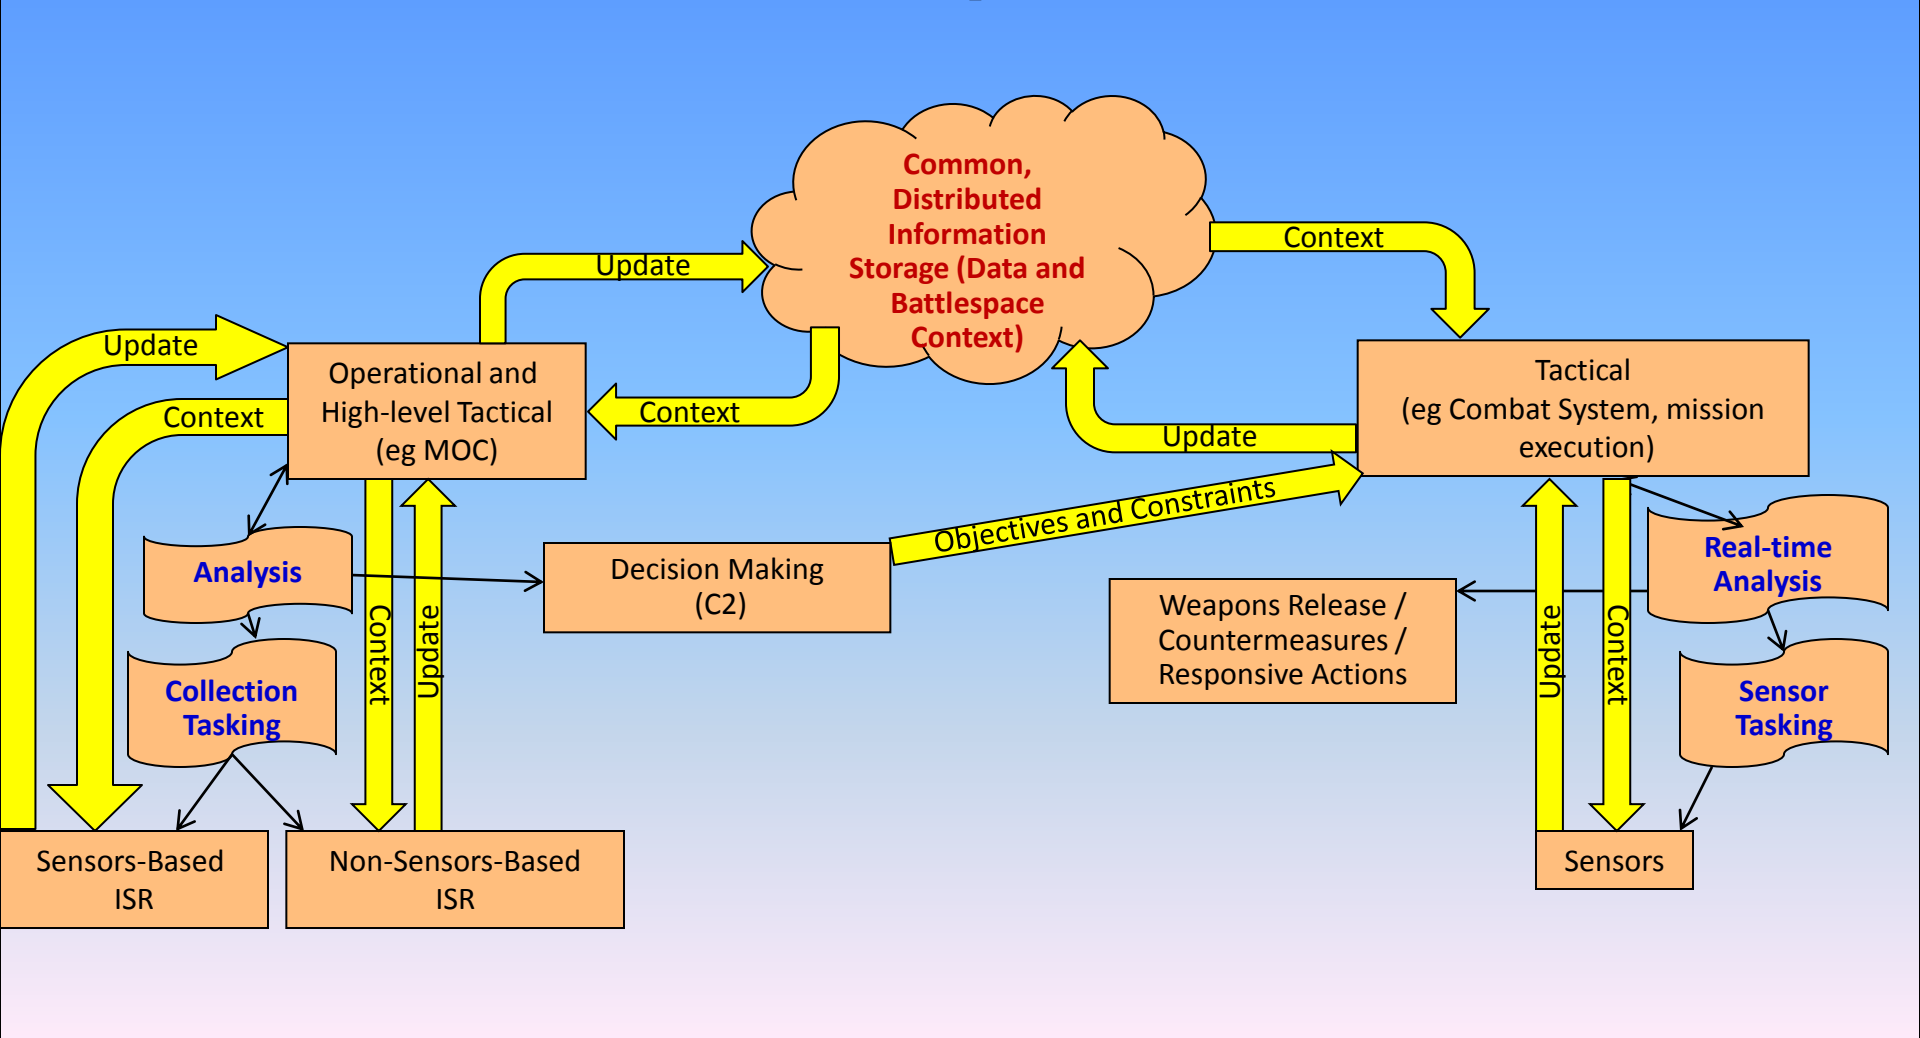 Common,
Distributed
Information
Storage (Data and
Battlespace
Context)
Context
Update
Update
Operational and
High-level Tactical
(eg MOC)
Context
Context
Tactical
(eg Combat System, mission
execution)
Update
Objectives and Constraints
Analysis
Decision Making
(C2)
Real-time
Analysis
Weapons Release /
Countermeasures /
Responsive Actions
Context
Update
Update
Context
Collection
Tasking
Sensor
Tasking
Sensors-Based
ISR
Non-Sensors-Based
ISR
Sensors